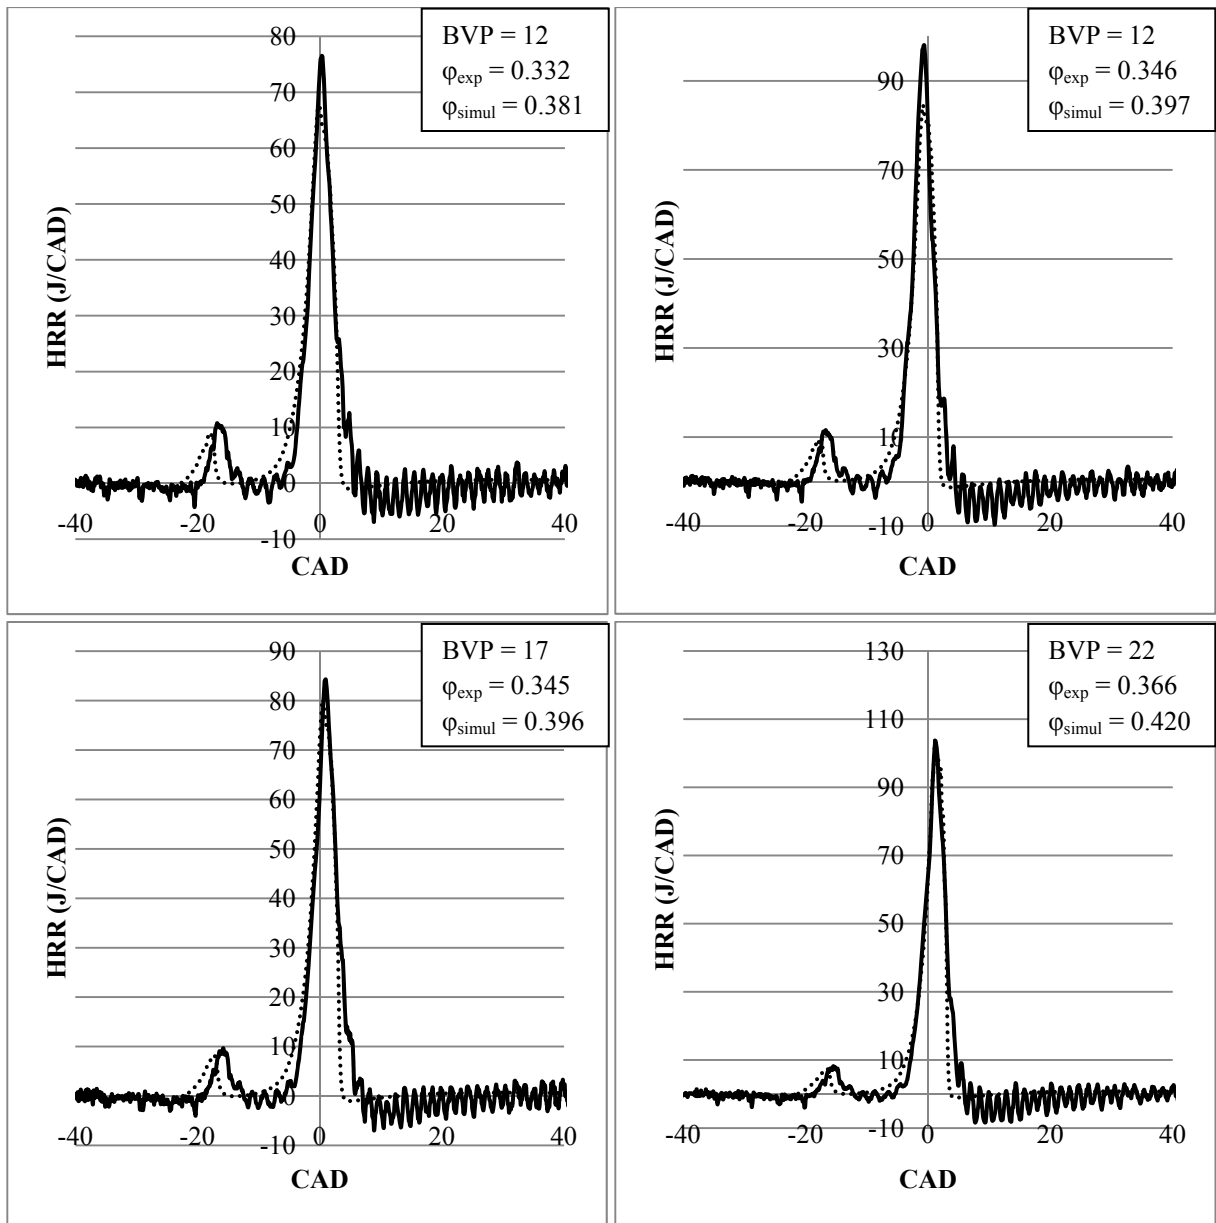 BVP = 12
φexp = 0.332
φsimul = 0.381
80
70
60
50
40
30
20
10
0
-10
-40 -20 0 20 40
HRR (J/CAD)
CAD
BVP = 12
φexp = 0.346
φsimul = 0.397
90
70
50
30
10
-10
-40 -20 0 20 40
HRR (J/CAD)
CAD
BVP = 17
φexp = 0.345
φsimul = 0.396
90
80
70
60
50
40
30
20
10
0
-10
-40 -20 0 20 40
HRR (J/CAD)
CAD
BVP = 22
φexp = 0.366
φsimul = 0.420
130
110
90
70
50
30
10
-10
-40 -20 0 20 40
HRR (J/CAD)
CAD